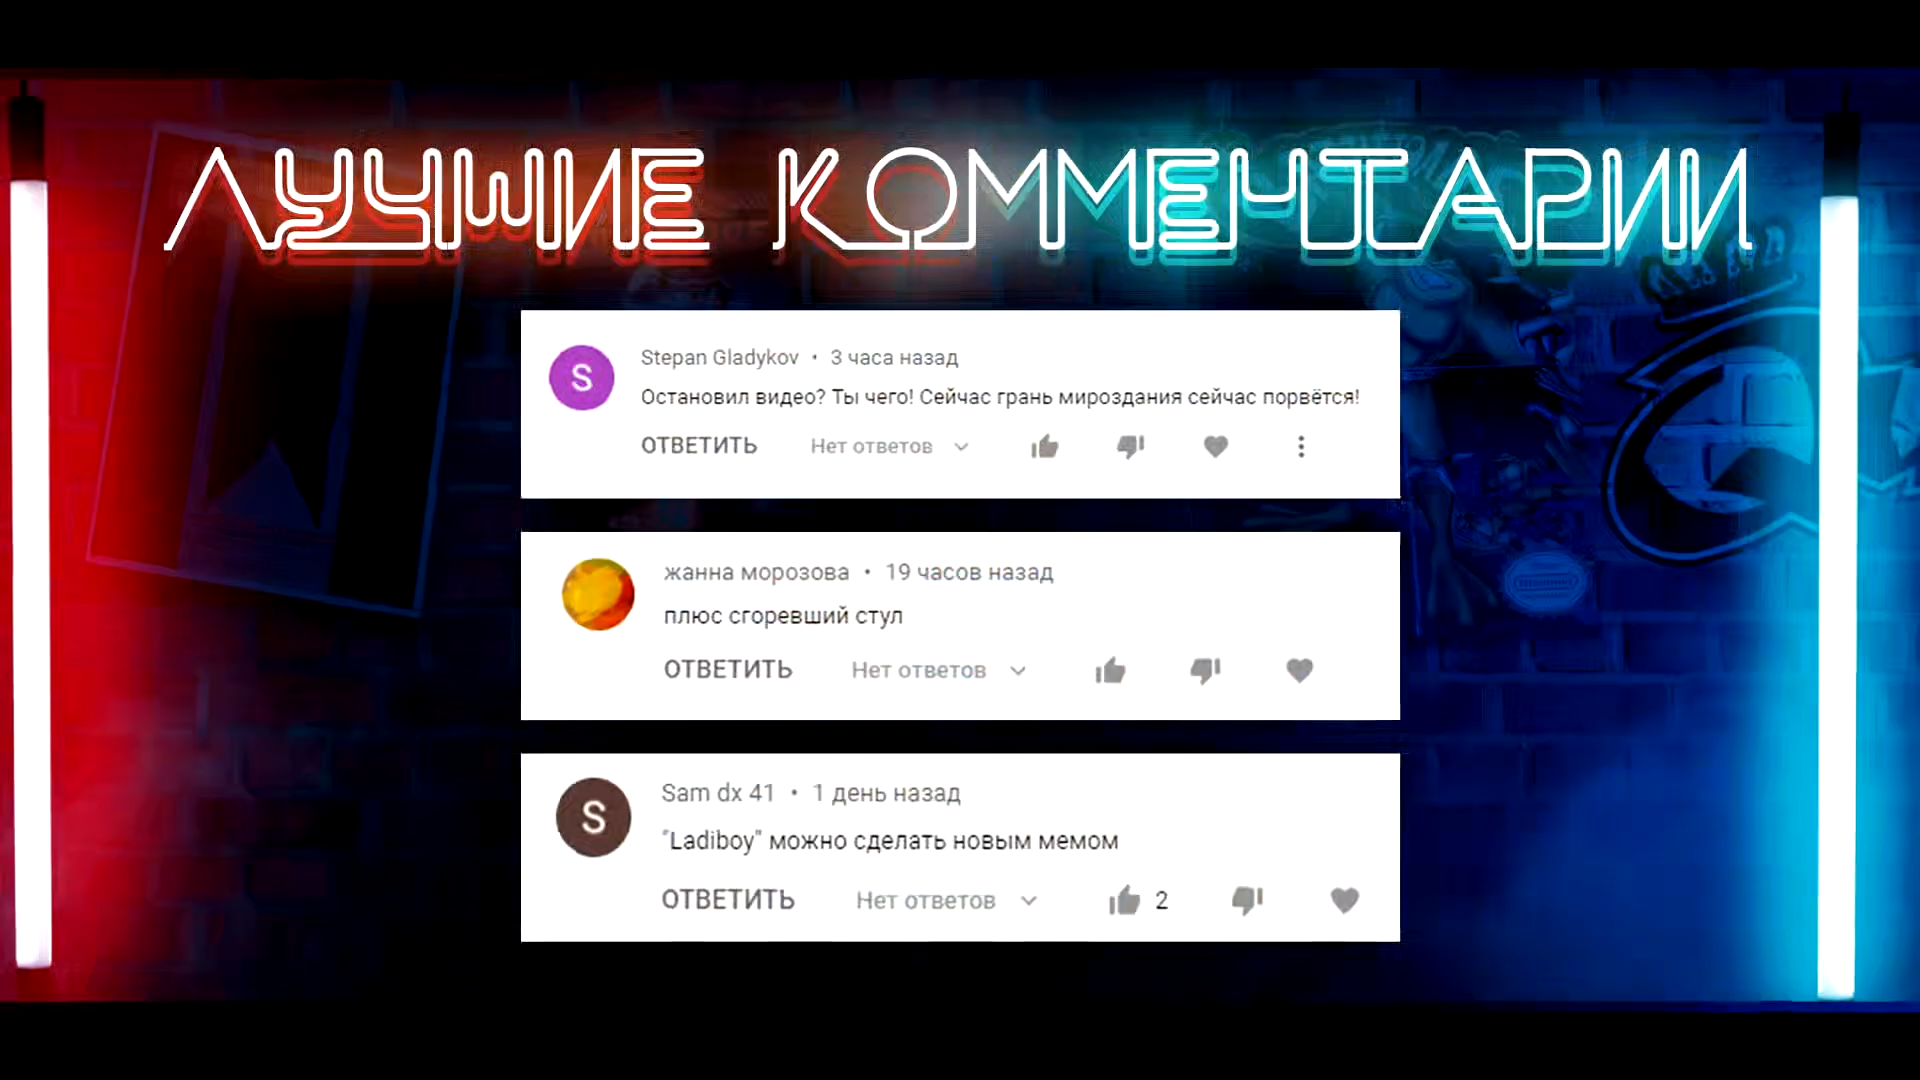 ЛУЧШИЕ КОММЕНТАРИИ
S
Stepan Gladykov • 3 часа назад
Остановил видео? Ты чего! Сейчас грань мироздания сейчас порвётся!
ОТВЕТИТЬ Нет ответов
жанна морозова • 19 часов назад
плюс сгоревший стул
ОТВЕТИТЬ Нет ответов
S
Sam dx 41 • 1 день назад
"Ladiboy" можно сделать новым мемом
ОТВЕТИТЬ Нет ответов 2